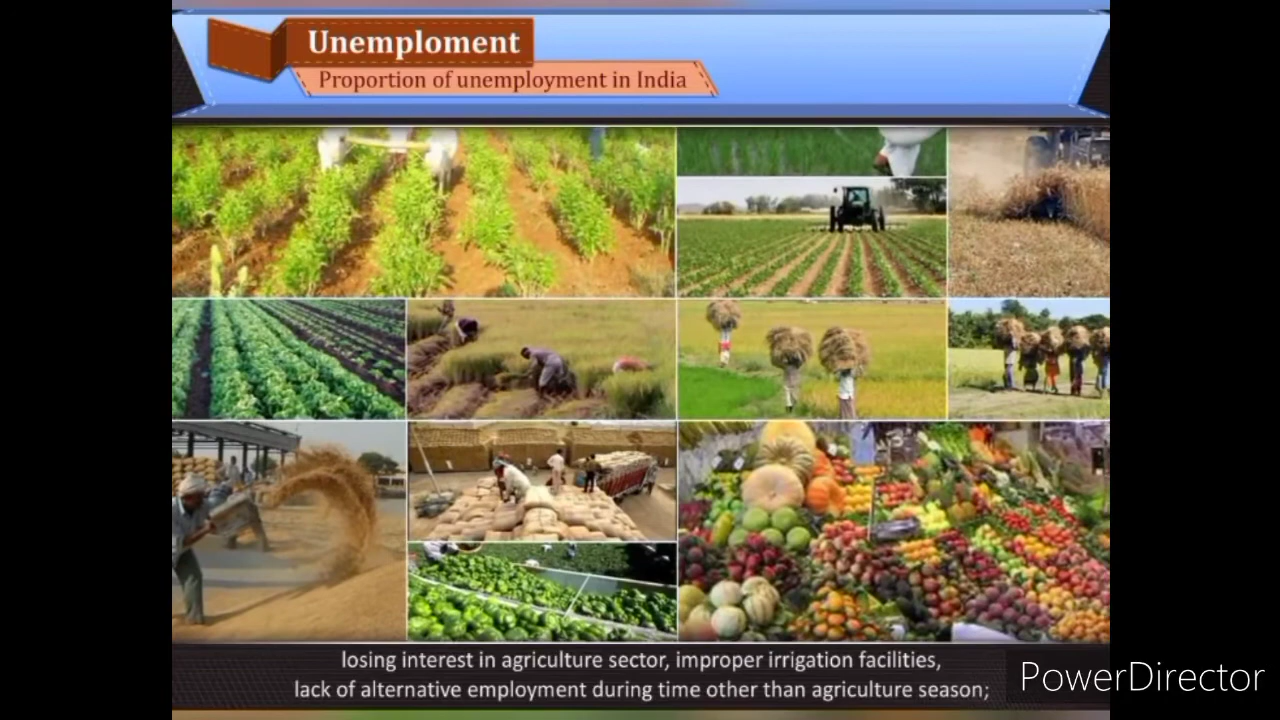 Unemploment
Proportion of unemployment in India
losing interest in agriculture sector, improper irrigation facilities,
lack of alternative employment during time other than agriculture season;
PowerDirector